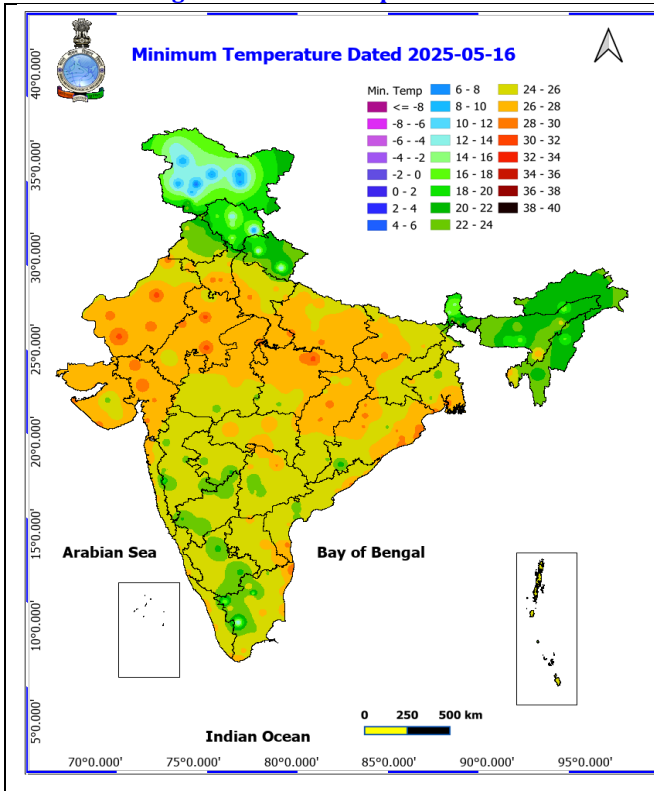 Minimum Temperature Dated 2025-05-16
Min. Temp
<= -8
-8 - -6
-6 - -4
-4 - -2
-2 - 0
0 - 2
2 - 4
4 - 6
6 - 8
8 - 10
10 - 12
12 - 14
14 - 16
16 - 18
18 - 20
20 - 22
22 - 24
24 - 26
26 - 28
28 - 30
30 - 32
32 - 34
34 - 36
36 - 38
38 - 40
40°0.000'
35°0.000'
30°0.000'
25°0.000'
20°0.000'
15°0.000'
10°0.000'
5°0.000'
Arabian Sea
Bay of Bengal
0 250 500 km
Indian Ocean
70°0.000' 75°0.000' 80°0.000' 85°0.000' 90°0.000' 95°0.000'